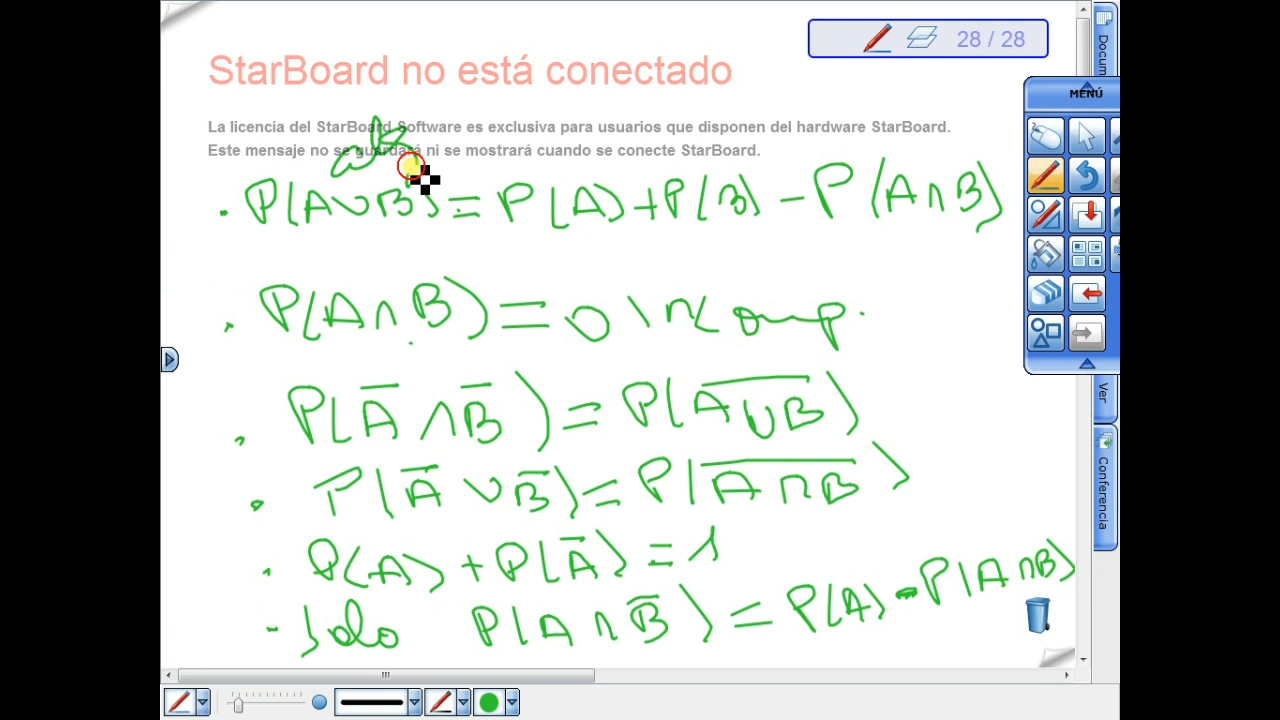 28 / 28
StarBoard no está conectado
MENÚ
Docum
La licencia del StarBoard Software es exclusiva para usuarios que disponen del hardware StarBoard.
Este mensaje no se guardará ni se mostrará cuando se conecte StarBoard.
· P(A∪B) = P(A) + P(B) - P(A∩B)
· P(A∩B) = 0 Incomp.
· P(A̅ ∩ B̅) = P(A̅∪̅B̅)
Ver
· P(A̅ ∪ B̅) = P(A̅∩̅B̅)
Conferencia
· P(A) + P(A̅) = 1
· Solo P(A ∩ B̅) = P(A) - P(A∩B)